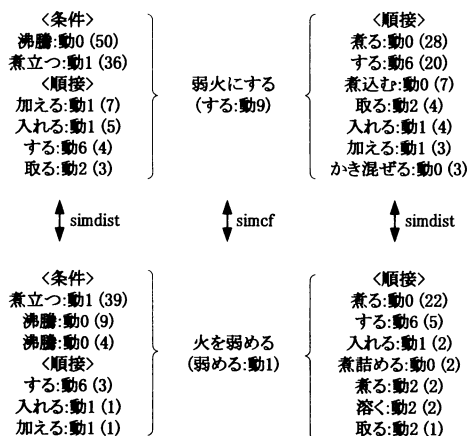 <条件>
沸騰:動0 (50)
煮立つ:動1 (36)
<順接>
加える:動1 (7)
入れる:動1 (5)
する:動6 (4)
取る:動2 (3)
弱火にする
(する:動9)
<順接>
煮る:動0 (28)
する:動6 (20)
煮込む:動0 (7)
取る:動2 (4)
入れる:動1 (4)
加える:動1 (3)
かき混ぜる:動0 (3)
simdist
simcf
simdist
<条件>
煮立つ:動1 (39)
沸騰:動0 (9)
沸騰:動0 (4)
<順接>
する:動6 (3)
入れる:動1 (1)
加える:動1 (1)
火を弱める
(弱める:動1)
<順接>
煮る:動0 (22)
する:動6 (5)
入れる:動1 (2)
煮詰める:動0 (2)
煮る:動2 (2)
溶く:動2 (2)
取る:動2 (1)